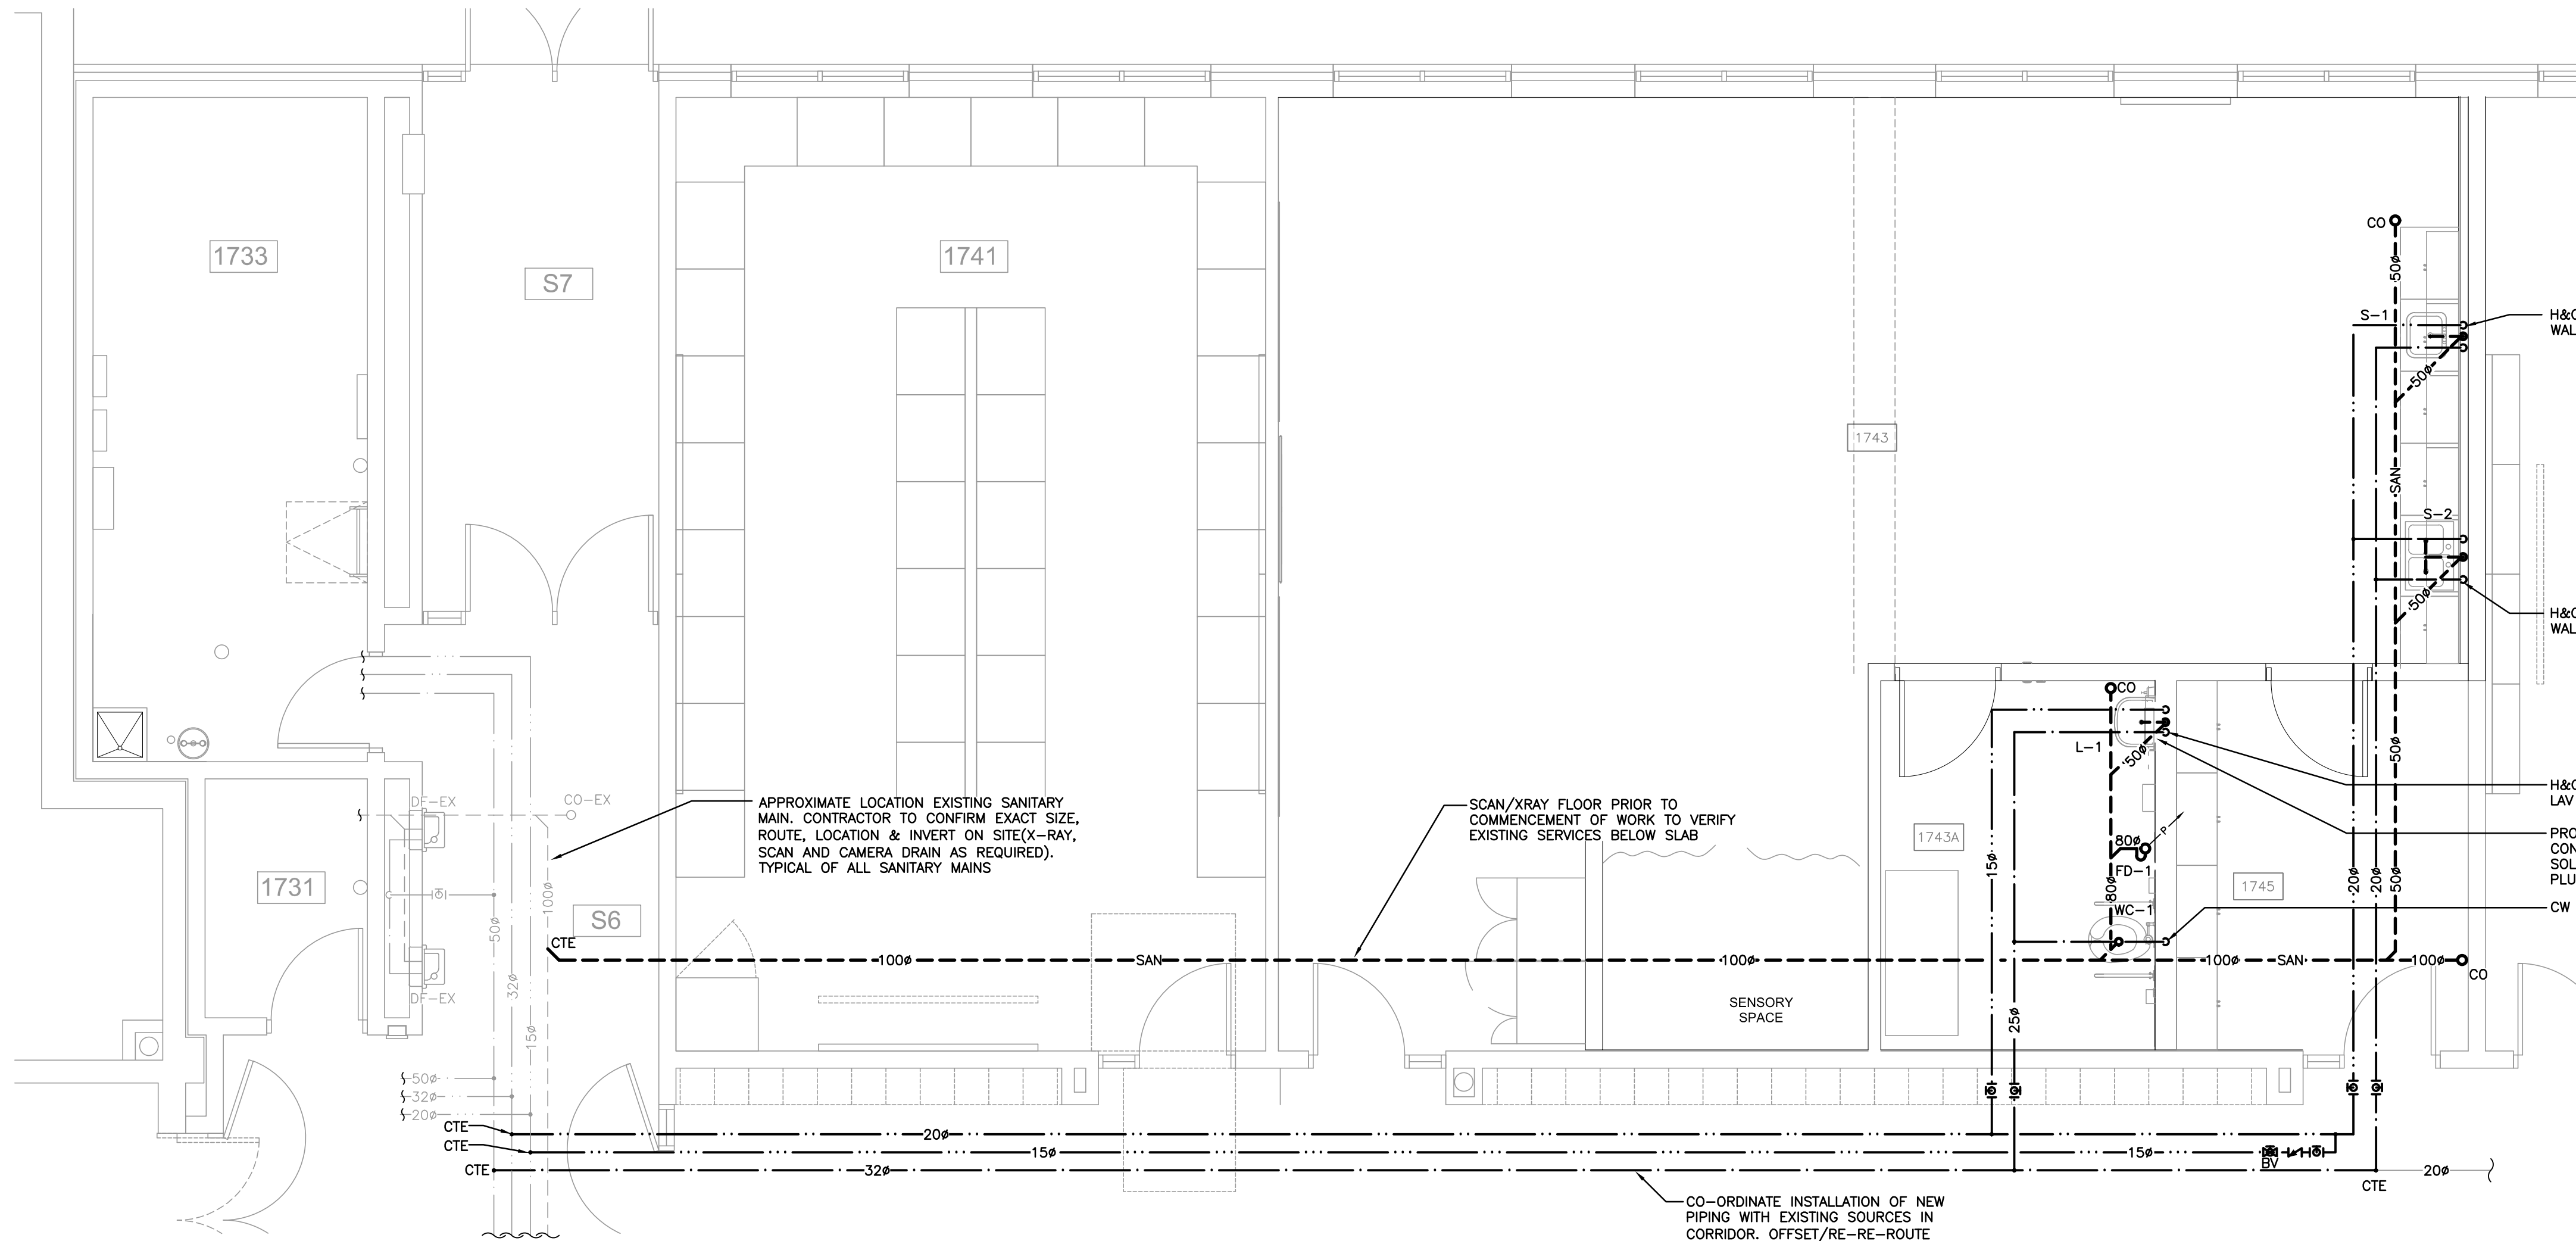 1733
S7
1741
CO
50ø
S-1
H&C
WAL
50ø
1743
SAN
S-2
50ø
H&C
WAL
CO
50ø
L-1
50ø
H&C
LAV
DF-EX
CO-EX
APPROXIMATE LOCATION EXISTING SANITARY
MAIN. CONTRACTOR TO CONFIRM EXACT SIZE,
ROUTE, LOCATION & INVERT ON SITE(X-RAY,
SCAN AND CAMERA DRAIN AS REQUIRED).
TYPICAL OF ALL SANITARY MAINS
SCAN/XRAY FLOOR PRIOR TO
COMMENCEMENT OF WORK TO VERIFY
EXISTING SERVICES BELOW SLAB
1743A
80ø
P
FD-1
PRO
CON
SOL
PLU
1731
100ø
15ø
80ø
1745
20ø
20ø
50ø
CW
WC-1
50ø
S6
CTE
100ø
SAN
100ø
100ø
SAN
100ø
CO
32ø
DF-EX
SENSORY
SPACE
25ø
15ø
50ø
32ø
20ø
CTE
20ø
CTE
15ø
15ø
BV
CTE
32ø
20ø
CTE
CO-ORDINATE INSTALLATION OF NEW
PIPING WITH EXISTING SOURCES IN
CORRIDOR. OFFSET/RE-RE-ROUTE